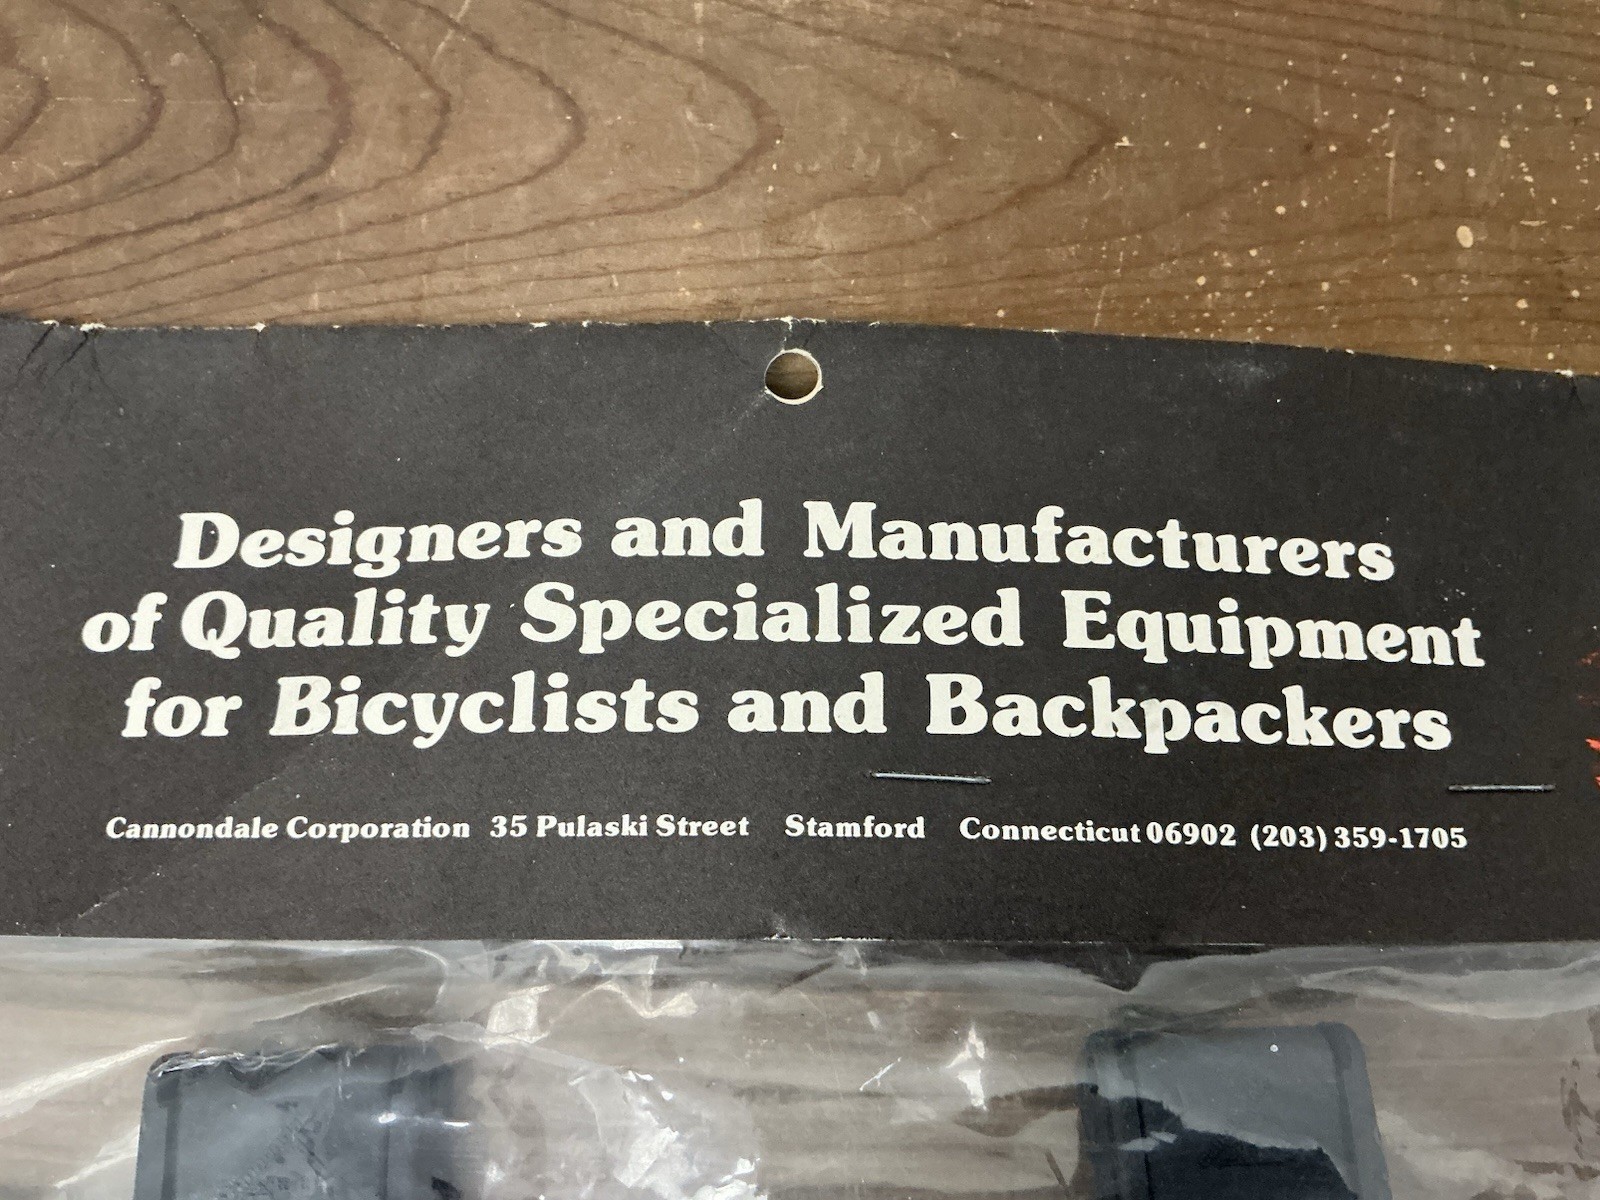 Designers and Manufacturers
of Quality Specialized Equipment
for Bicyclists and Backpackers
Cannondale Corporation 35 Pulaski Street Stamford Connecticut 06902 (203) 359-1705